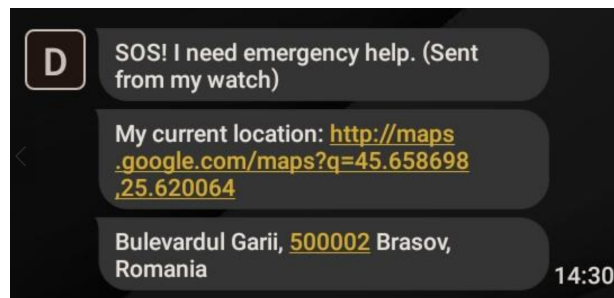 D
SOS! I need emergency help. (Sent
from my watch)
My current location: http://maps
.google.com/maps?q=45.658698
,25.620064
Bulevardul Garii, 500002 Brasov,
Romania
14:30